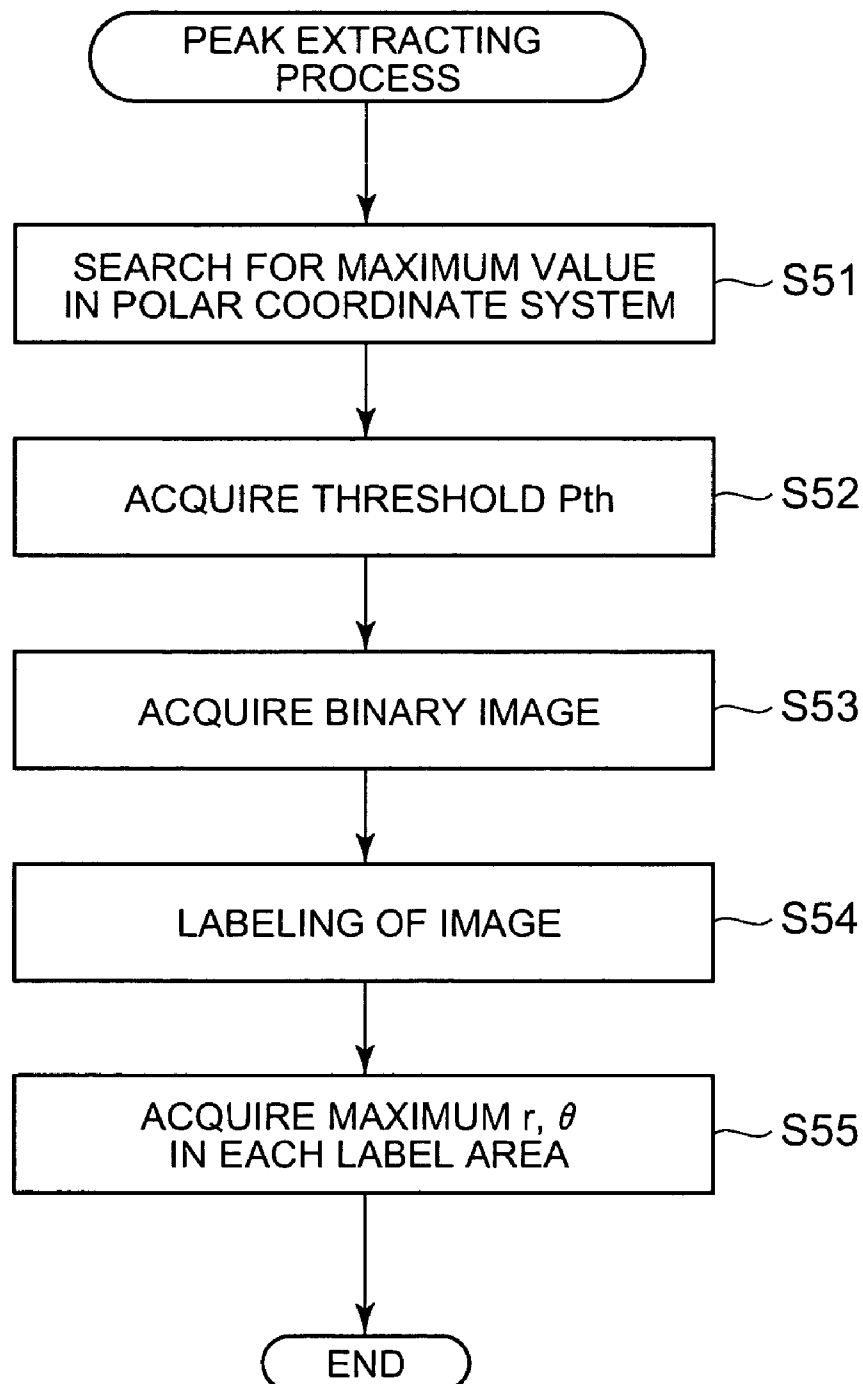 PEAK EXTRACTING
PROCESS
SEARCH FOR MAXIMUM VALUE
IN POLAR COORDINATE SYSTEM
S51
ACQUIRE THRESHOLD Pth
S52
ACQUIRE BINARY IMAGE
S53
LABELING OF IMAGE
S54
ACQUIRE MAXIMUM r, θ
IN EACH LABEL AREA
S55
END